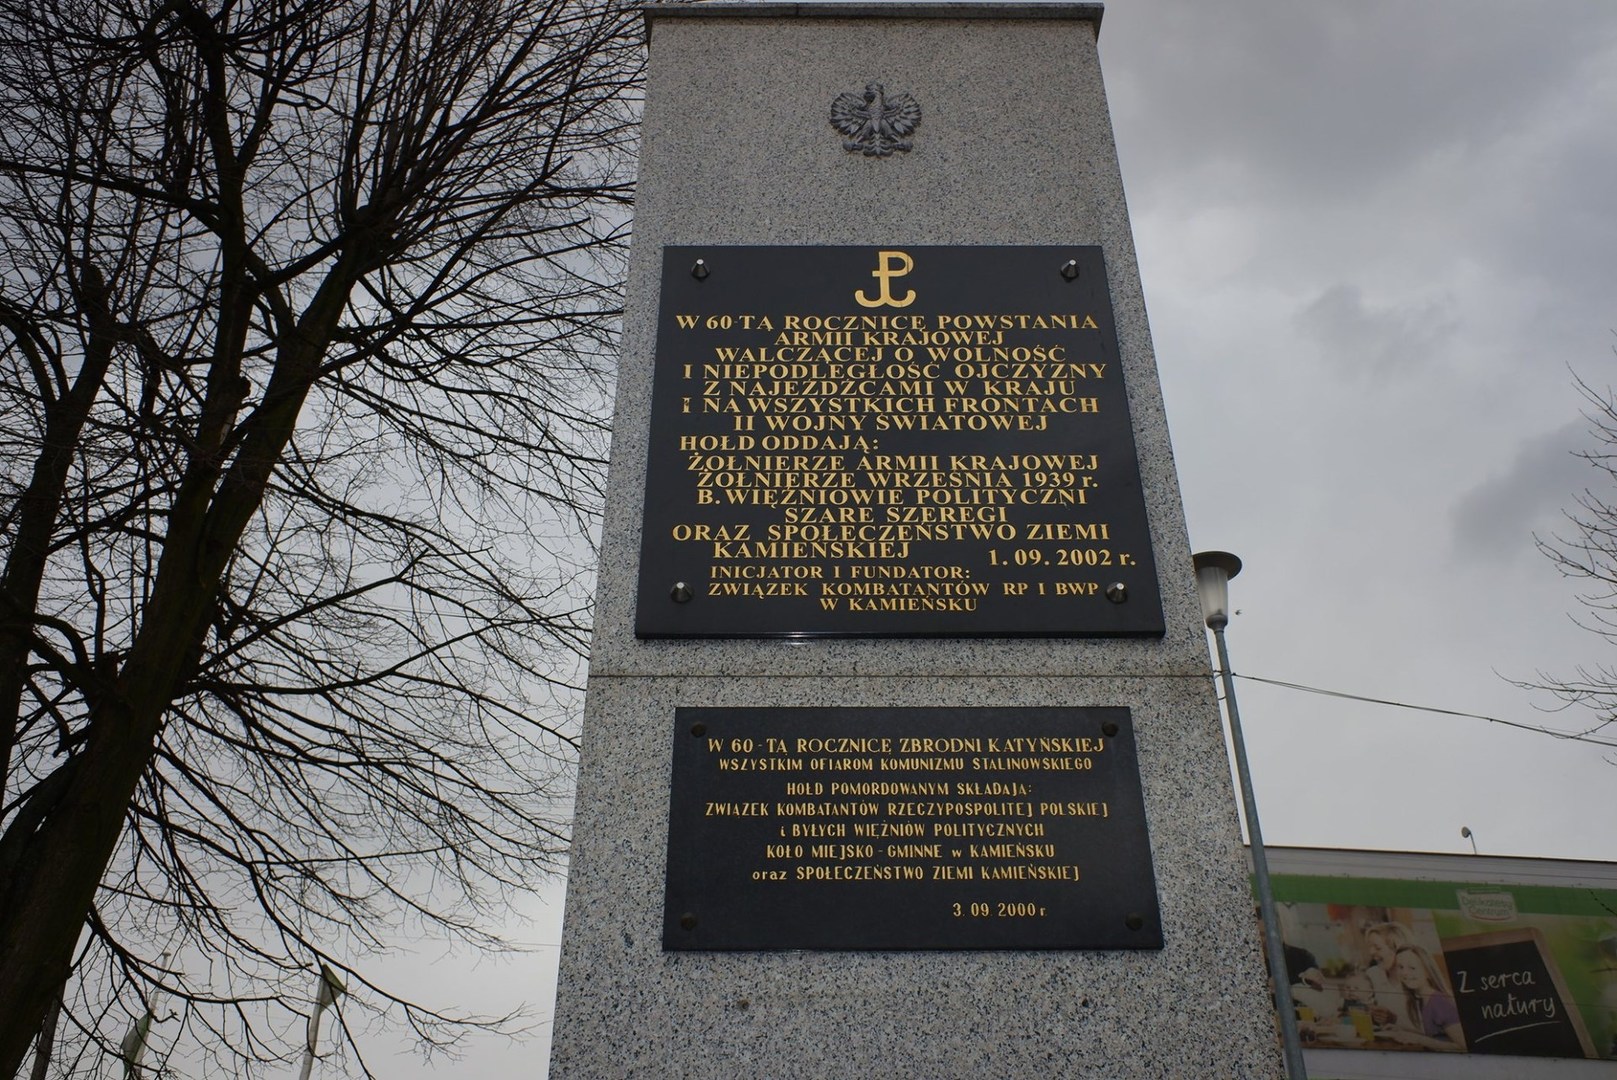 W 60-TĄ ROCZNICĘ POWSTANIA
ARMII KRAJOWEJ
WALCZĄCEJ O WOLNOŚĆ
I NIEPODLEGŁOŚĆ OJCZYZNY
Z NAJEŹDŹCAMI W KRAJU
I NA WSZYSTKICH FRONTACH
II WOJNY ŚWIATOWEJ
HOŁD ODDAJĄ:
ŻOŁNIERZE ARMII KRAJOWEJ
ŻOŁNIERZE WRZEŚNIA 1939 r.
B. WIĘŹNIOWIE POLITYCZNI
SZARE SZEREGI
ORAZ SPOŁECZEŃSTWO ZIEMI
KAMIEŃSKIEJ 1. 09. 2002 r.
INICJATOR I FUNDATOR:
ZWIĄZEK KOMBATANTÓW RP I BWP
W KAMIEŃSKU
W 60-TĄ ROCZNICĘ ZBRODNI KATYŃSKIEJ
WSZYSTKIM OFIAROM KOMUNIZMU STALINOWSKIEGO
HOŁD POMORDOWANYM SKŁADAJĄ:
ZWIĄZEK KOMBATANTÓW RZECZYPOSPOLITEJ POLSKIEJ
i BYŁYCH WIĘŹNIÓW POLITYCZNYCH
KOŁO MIEJSKO-GMINNE w KAMIEŃSKU
oraz SPOŁECZEŃSTWO ZIEMI KAMIEŃSKIEJ
3. 09. 2000 r.
Delikatesy
Centrum
Z serca
natury